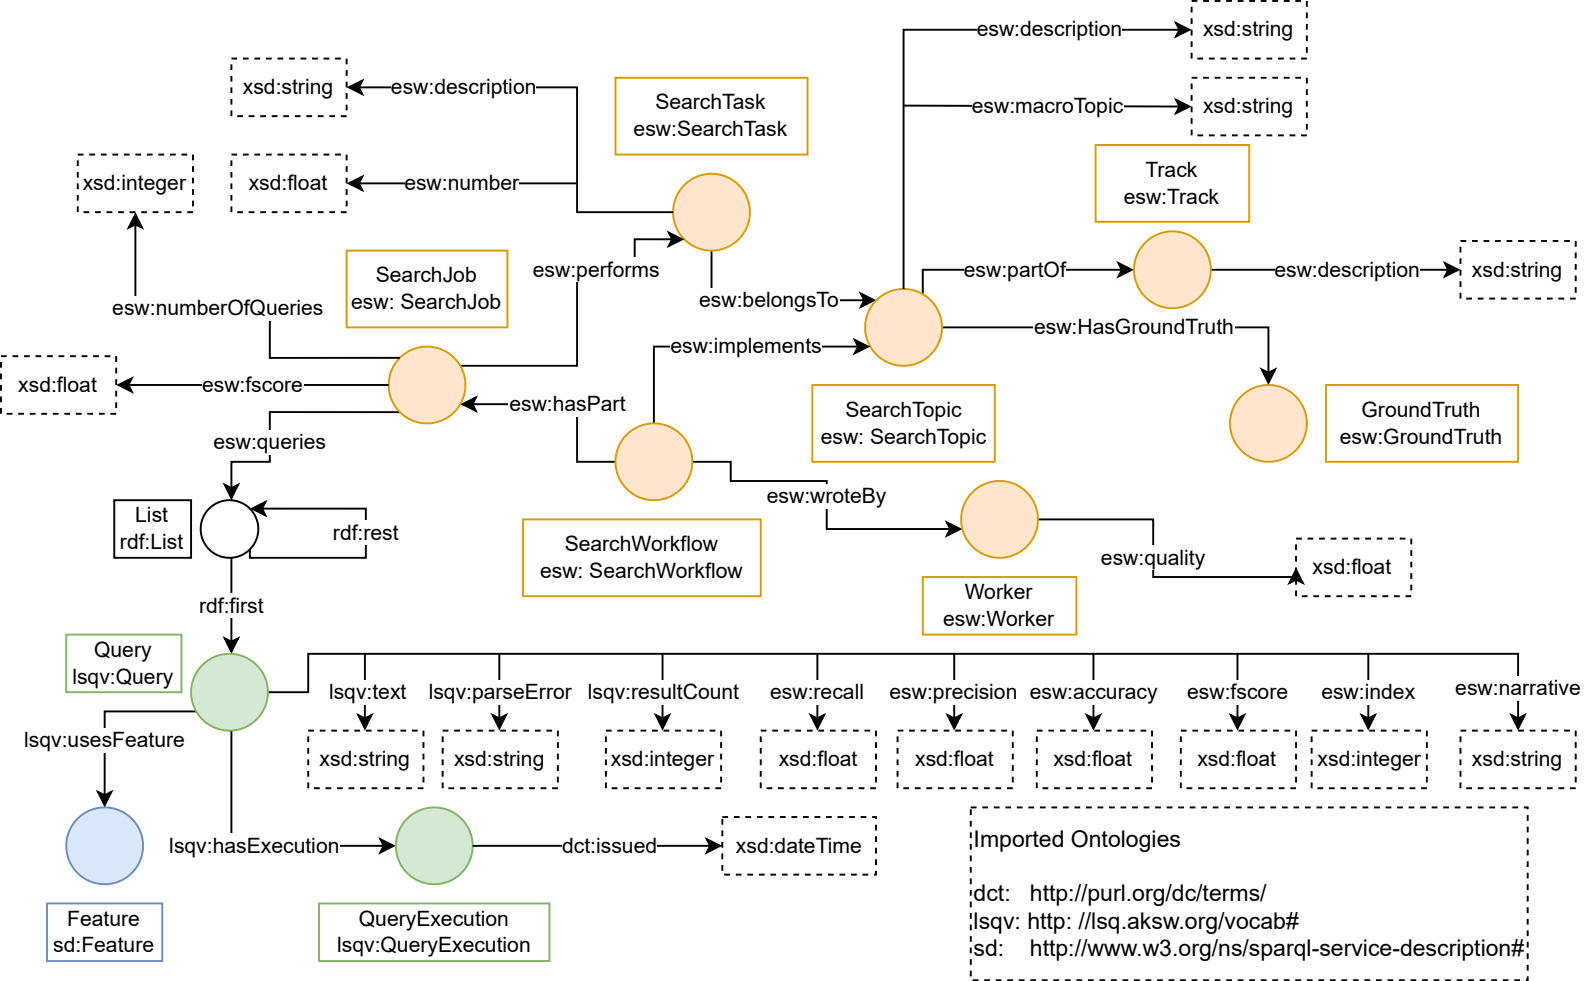 esw:description
xsd:string
esw:macroTopic
xsd:string
xsd:string
esw:description
SearchTask
esw:SearchTask
xsd:integer
xsd:float
esw:number
Track
esw:Track
SearchJob
esw: SearchJob
esw:performs
esw:partOf
esw:description
xsd:string
esw:numberOfQueries
esw:belongsTo
esw:HasGroundTruth
esw:implements
xsd:float
esw:fscore
esw:hasPart
SearchTopic
esw: SearchTopic
GroundTruth
esw:GroundTruth
esw:queries
esw:wroteBy
List
rdf:List
rdf:rest
SearchWorkflow
esw: SearchWorkflow
esw:quality
xsd:float
Worker
esw:Worker
rdf:first
Query
lsqv:Query
lsqv:text
lsqv:parseError
lsqv:resultCount
esw:recall
esw:precision
esw:accuracy
esw:fscore
esw:index
esw:narrative
lsqv:usesFeature
xsd:string
xsd:string
xsd:integer
xsd:float
xsd:float
xsd:float
xsd:float
xsd:integer
xsd:string
lsqv:hasExecution
dct:issued
xsd:dateTime
Feature
sd:Feature
QueryExecution
lsqv:QueryExecution
Imported Ontologies
dct: http://purl.org/dc/terms/
lsqv: http: //lsq.aksw.org/vocab#
sd: http://www.w3.org/ns/sparql-service-description#